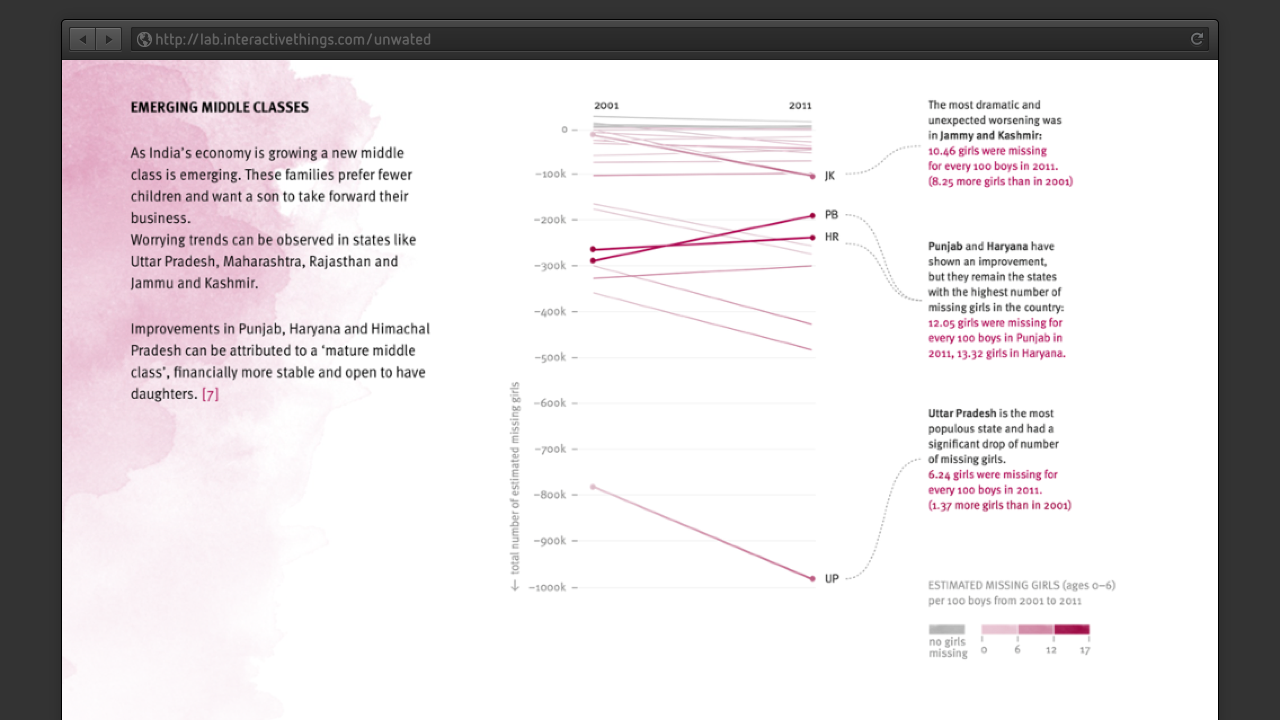 http://lab.interactivethings.com/unwated
EMERGING MIDDLE CLASSES
As India's economy is growing a new middle
class is emerging. These families prefer fewer
children and want a son to take forward their
business.
Worrying trends can be observed in states like
Uttar Pradesh, Maharashtra, Rajasthan and
Jammu and Kashmir.
Improvements in Punjab, Haryana and Himachal
Pradesh can be attributed to a 'mature middle
class', financially more stable and open to have
daughters. [7]
2001 2011
0 –
–100k –
–200k –
–300k –
–400k –
–500k –
–600k –
–700k –
–800k –
–900k –
–1000k –
← total number of estimated missing girls
JK
PB
HR
UP
The most dramatic and
unexpected worsening was
in Jammy and Kashmir:
10.46 girls were missing
for every 100 boys in 2011.
(8.25 more girls than in 2001)
Punjab and Haryana have
shown an improvement,
but they remain the states
with the highest number of
missing girls in the country:
12.05 girls were missing for
every 100 boys in Punjab in
2011, 13.32 girls in Haryana.
Uttar Pradesh is the most
populous state and had a
significant drop of number
of missing girls.
6.24 girls were missing for
every 100 boys in 2011.
(1.37 more girls than in 2001)
ESTIMATED MISSING GIRLS (ages 0–6)
per 100 boys from 2001 to 2011
no girls
missing
0 6 12 17